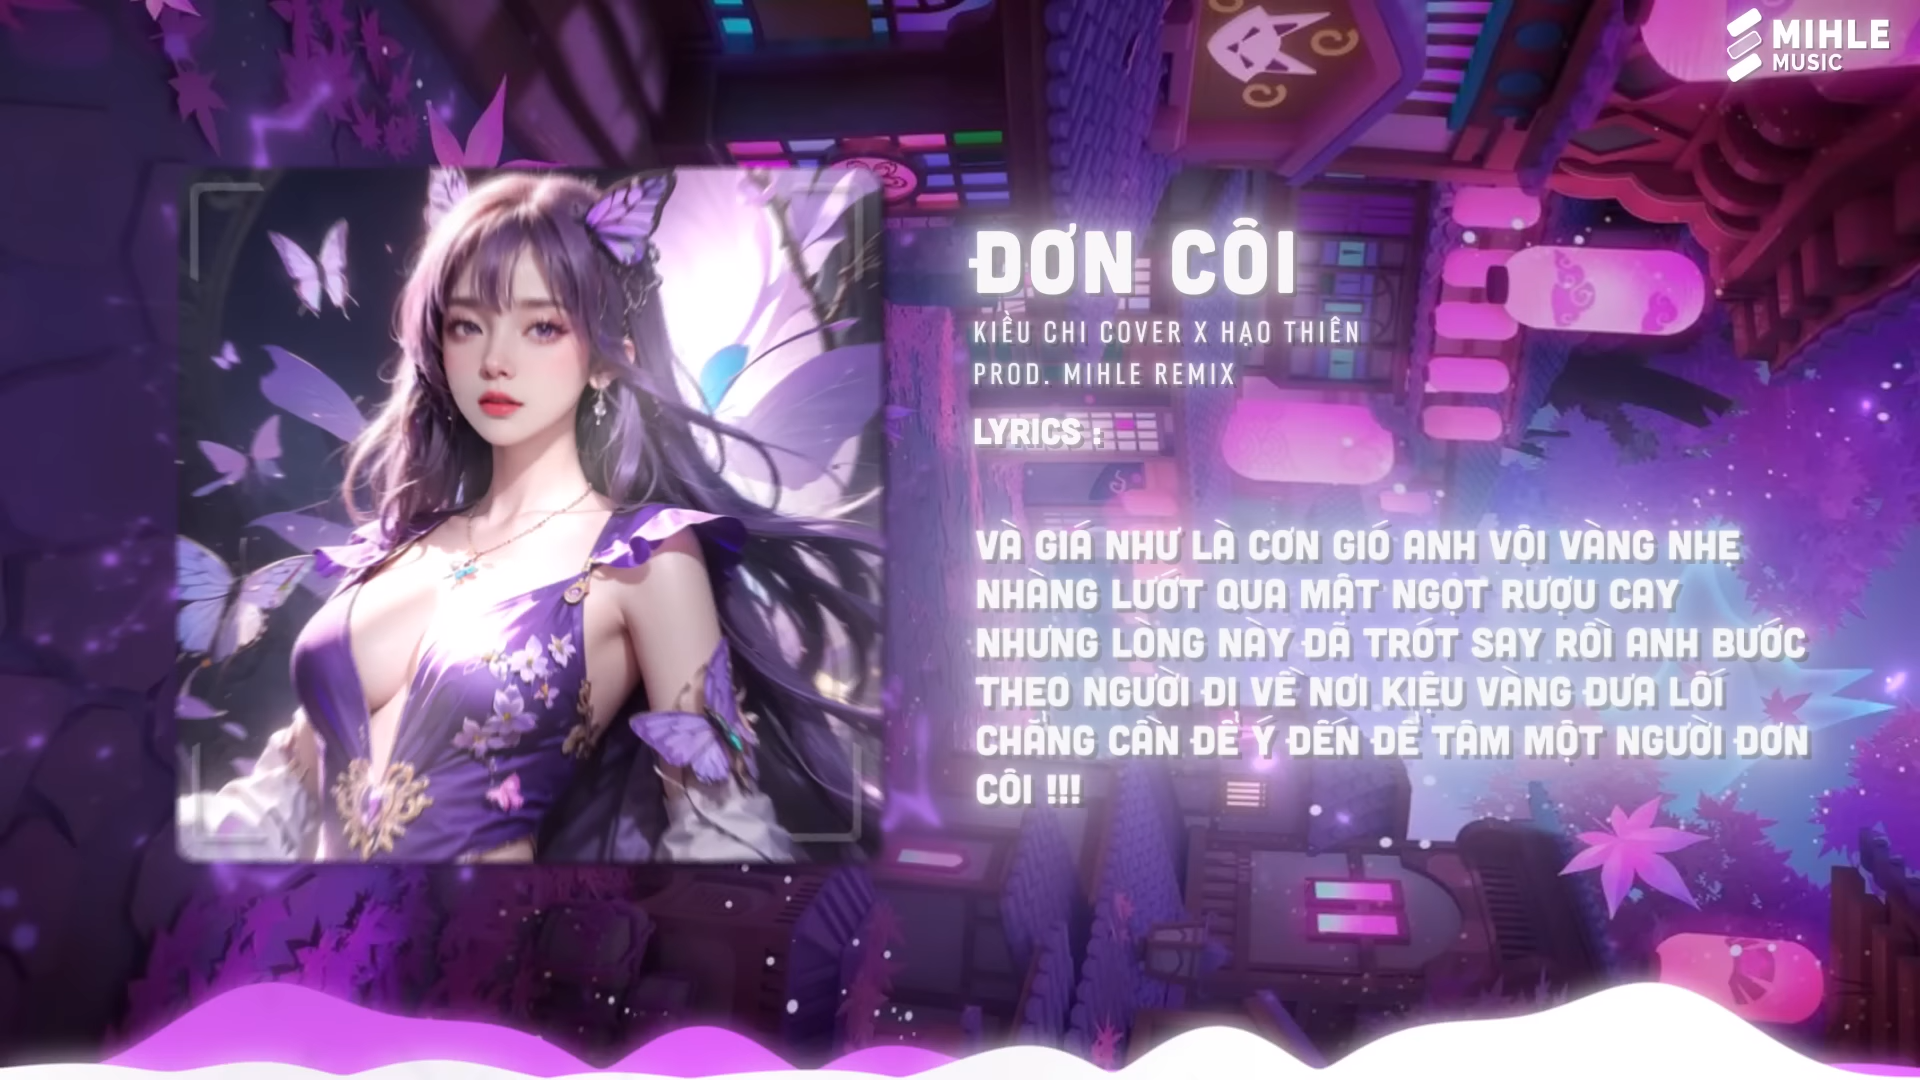 MIHLE
MUSIC
ĐƠN CÔI
KIỀU CHI COVER X HẠO THIÊN
PROD. MIHLE REMIX
LYRICS :
VÀ GIÁ NHƯ LÀ CƠN GIÓ ANH VỘI VÀNG NHẸ
NHÀNG LƯỚT QUA MẬT NGỌT RƯỢU CAY
NHƯNG LÒNG NÀY ĐÃ TRÓT SAY RỒI ANH BƯỚC
THEO NGƯỜI ĐI VỀ NƠI KIỆU VÀNG ĐƯA LỐI
CHẲNG CẦN ĐỂ Ý ĐẾN ĐỂ TÂM MỘT NGƯỜI ĐƠN
CÔI !!!